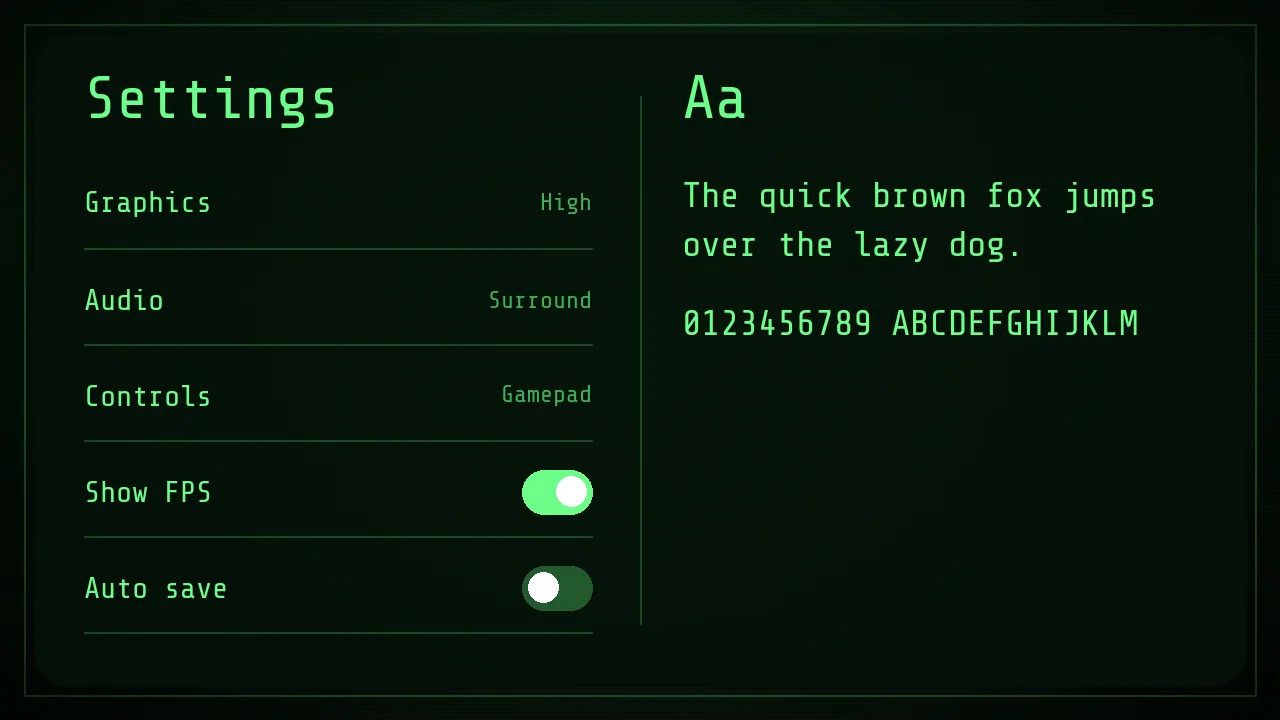 Settings
Graphics High
Audio Surround
Controls Gamepad
Show FPS
Auto save
Aa
The quick brown fox jumps
over the lazy dog.
0123456789 ABCDEFGHIJKLM